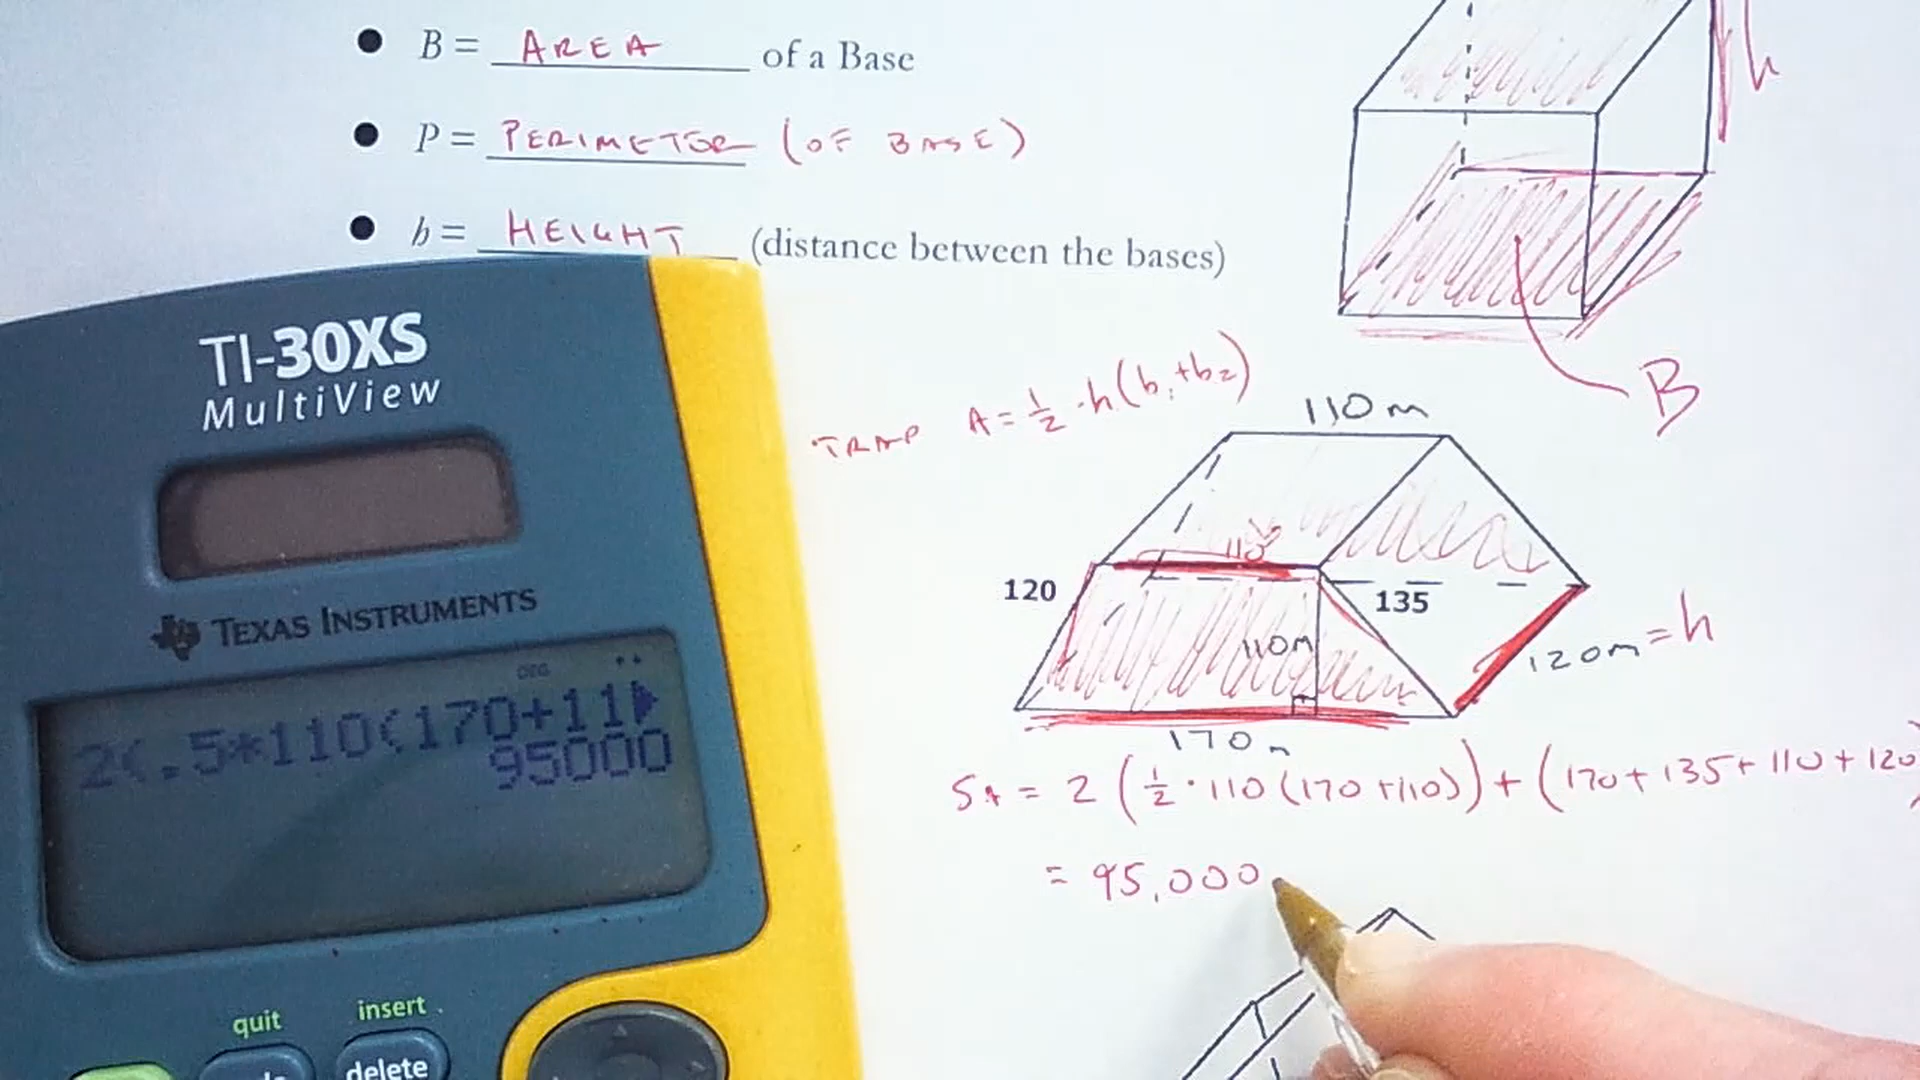 B = AREA of a Base
P = PERIMETER (OF BASE)
h = HEIGHT (distance between the bases)
h
B
TRAP A = 1/2 · h(b1+b2)
110m
110
120
135
110m
120m = h
170m
SA = 2 (1/2 · 110 (170 + 110)) + (170 + 135 + 110 + 120)
= 95,000
TI-30XS
MultiView
TEXAS INSTRUMENTS
DEG
2(.5*110(170+11
95000
quit
insert
delete